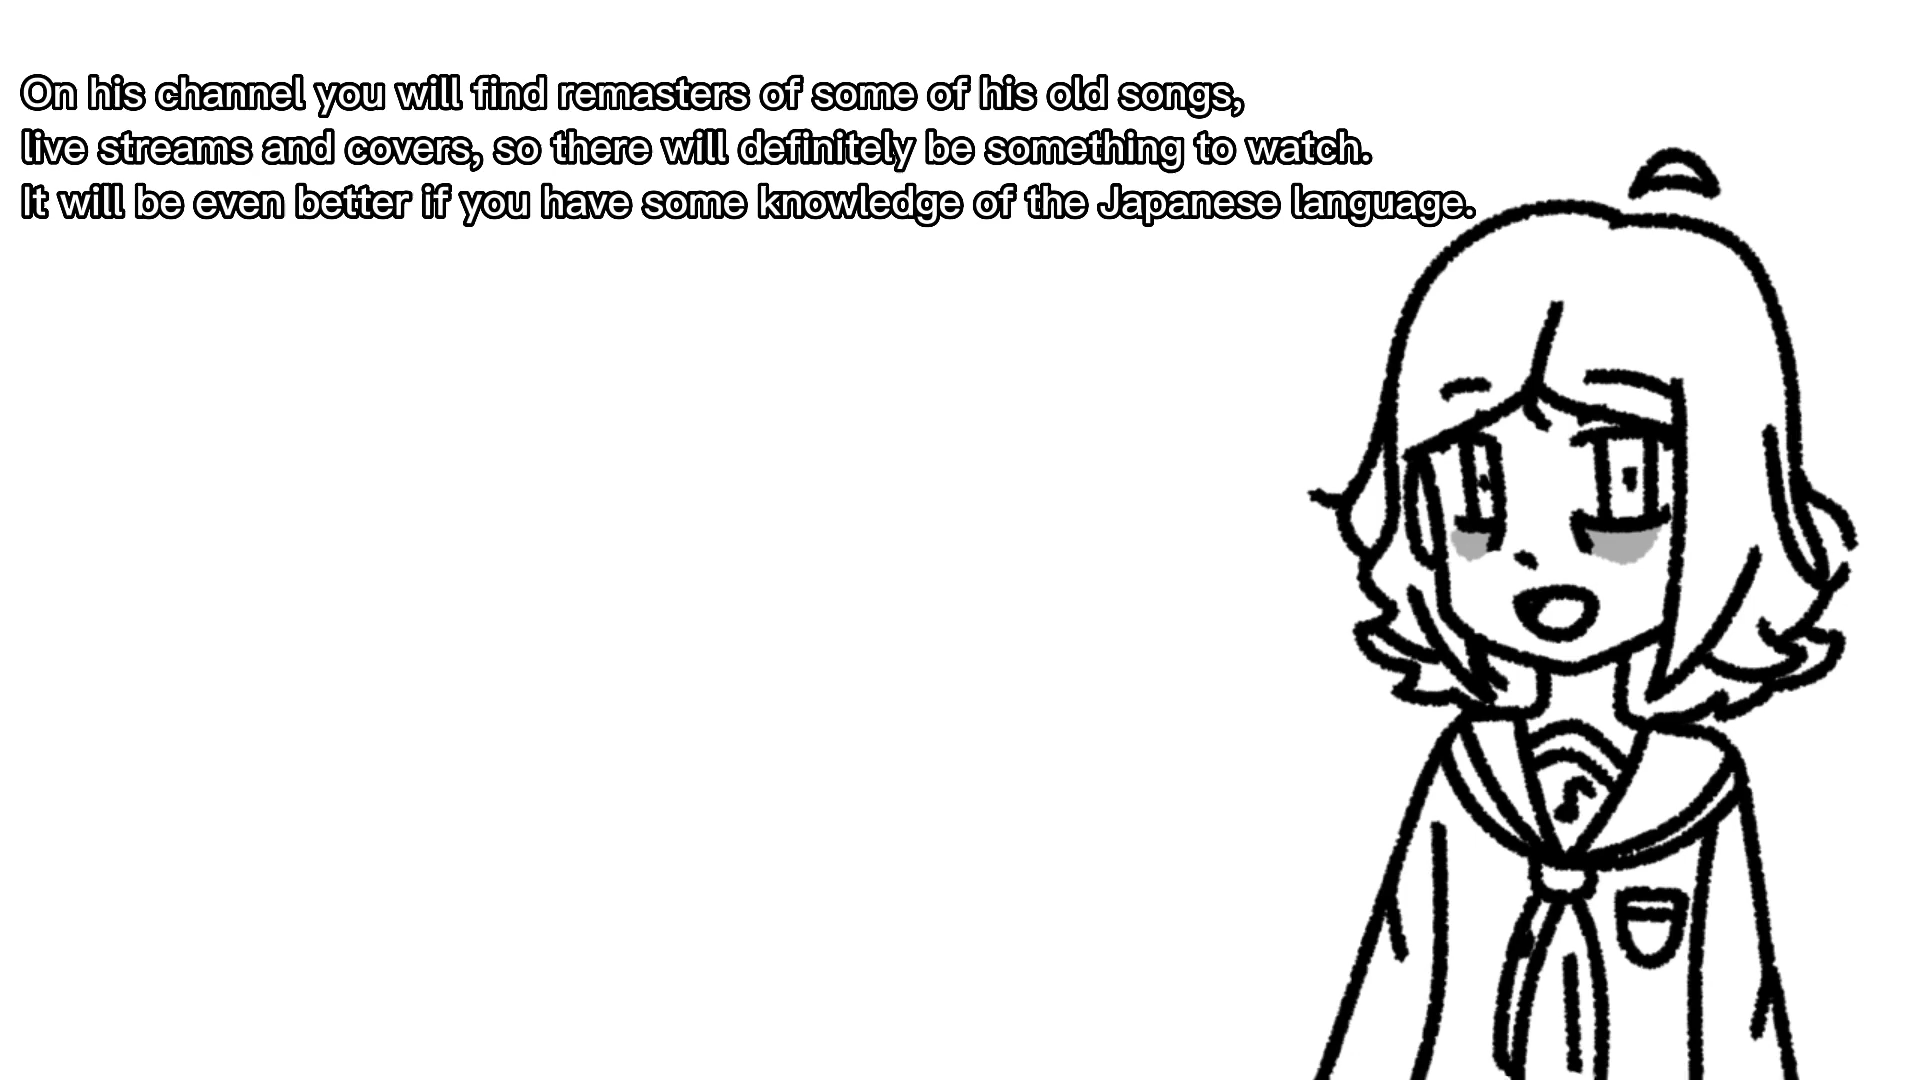 On his channel you will find remasters of some of his old songs,
live streams and covers, so there will definitely be something to watch.
It will be even better if you have some knowledge of the Japanese language.